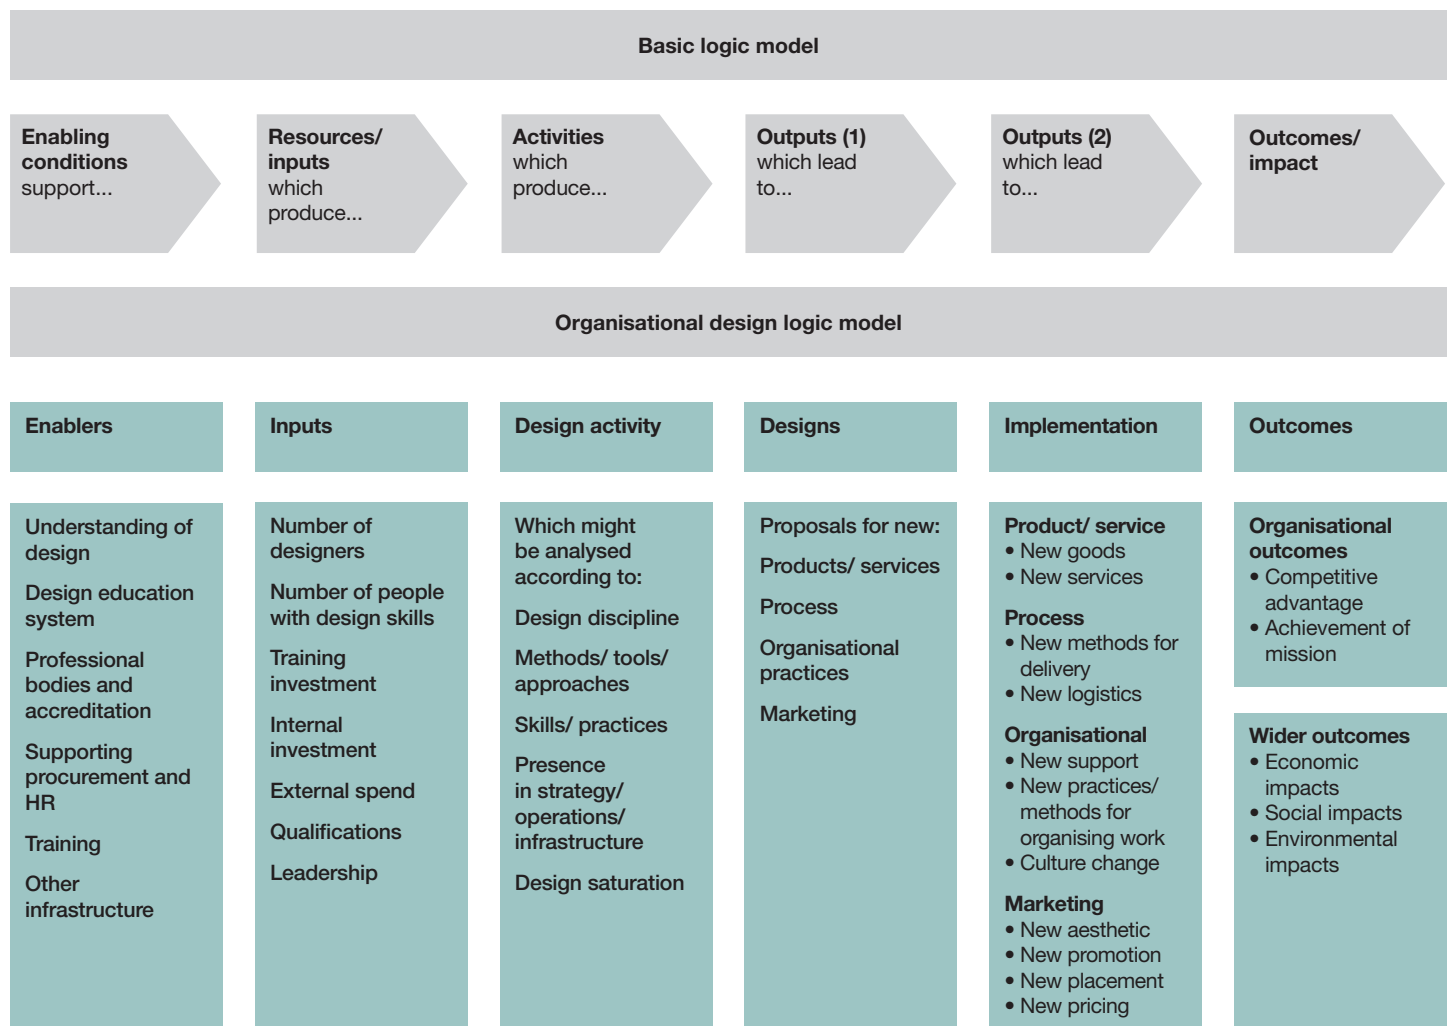 Basic logic model
Enabling
conditions
support...
Resources/
inputs
which
produce...
Activities
which
produce...
Outputs (1)
which lead
to...
Outputs (2)
which lead
to...
Outcomes/
impact
Organisational design logic model
Enablers
Understanding of
design
Design education
system
Professional
bodies and
accreditation
Supporting
procurement and
HR
Training
Other
infrastructure
Inputs
Number of
designers
Number of people
with design skills
Training
investment
Internal
investment
External spend
Qualifications
Leadership
Design activity
Which might
be analysed
according to:
Design discipline
Methods/ tools/
approaches
Skills/ practices
Presence
in strategy/
operations/
infrastructure
Design saturation
Designs
Proposals for new:
Products/ services
Process
Organisational
practices
Marketing
Implementation
Product/ service
• New goods
• New services
Process
• New methods for
delivery
• New logistics
Organisational
• New support
• New practices/
methods for
organising work
• Culture change
Marketing
• New aesthetic
• New promotion
• New placement
• New pricing
Outcomes
Organisational
outcomes
• Competitive
advantage
• Achievement of
mission
Wider outcomes
• Economic
impacts
• Social impacts
• Environmental
impacts